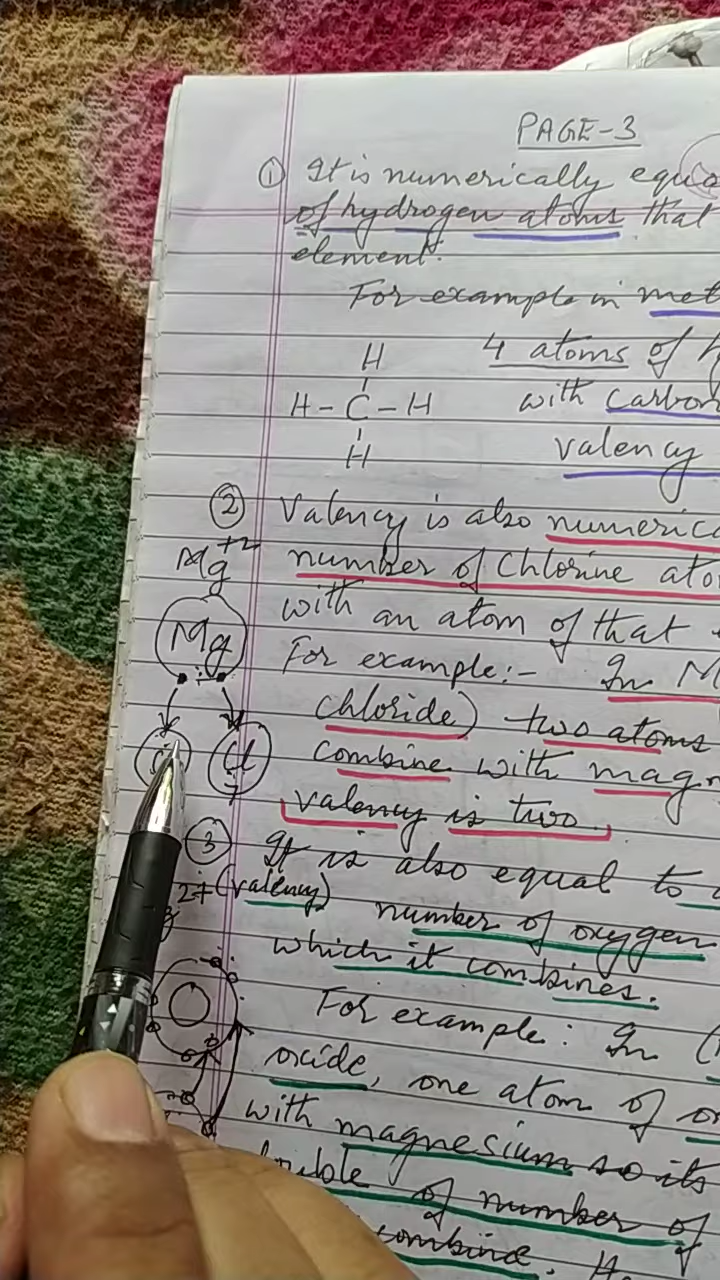 PAGE-3
① It is numerically equ
of hydrogen atoms that
element.
For example in met
H
4 atoms of h
H - C - H
with carbon
H
valency
② Valency is also numeric
Mg+2
number of Chlorine ato
with an atom of that
Mg
For example:- In M
chloride) two atoms
Cl
combine with magn
valency is two.
③ It is also equal to
2+ (valency)
number of oxygen
which it combines.
For example: In (
oxide, one atom of o
with magnesium so its
double of number of
combine.